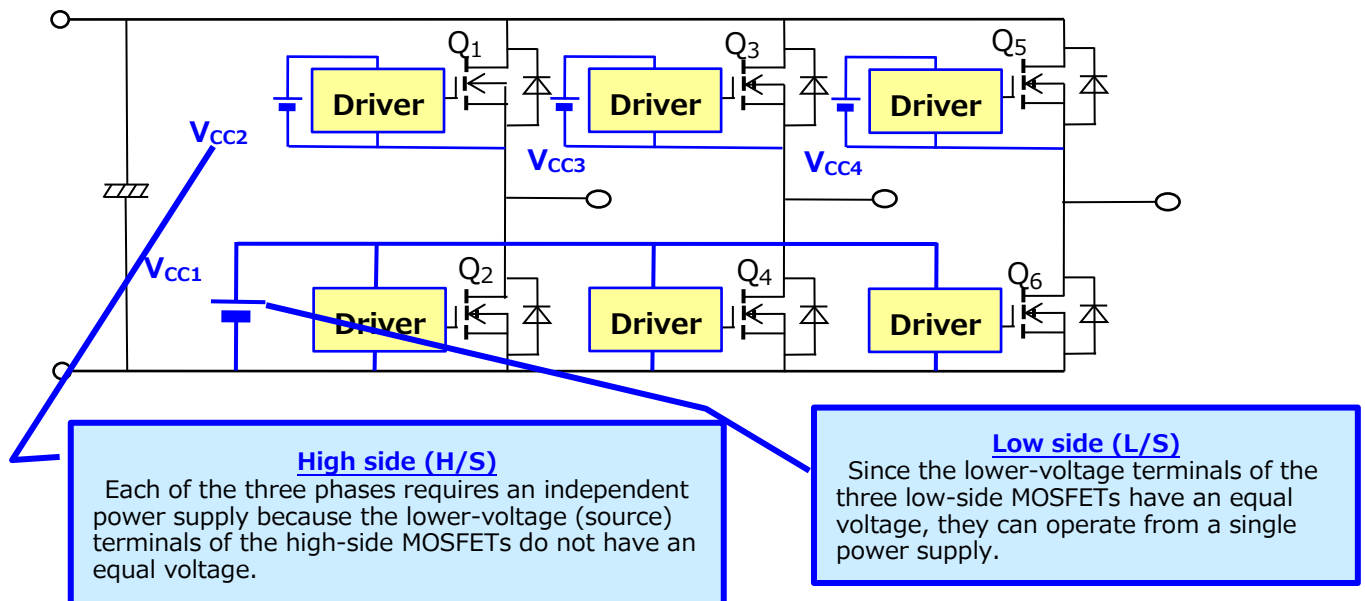 Q1
Q3
Q5
Driver
Driver
Driver
VCC2
VCC3
VCC4
VCC1
Q2
Q4
Q6
Driver
Driver
Driver
High side (H/S)
Each of the three phases requires an independent
power supply because the lower-voltage (source)
terminals of the high-side MOSFETs do not have an
equal voltage.
Low side (L/S)
Since the lower-voltage terminals of the
three low-side MOSFETs have an equal
voltage, they can operate from a single
power supply.